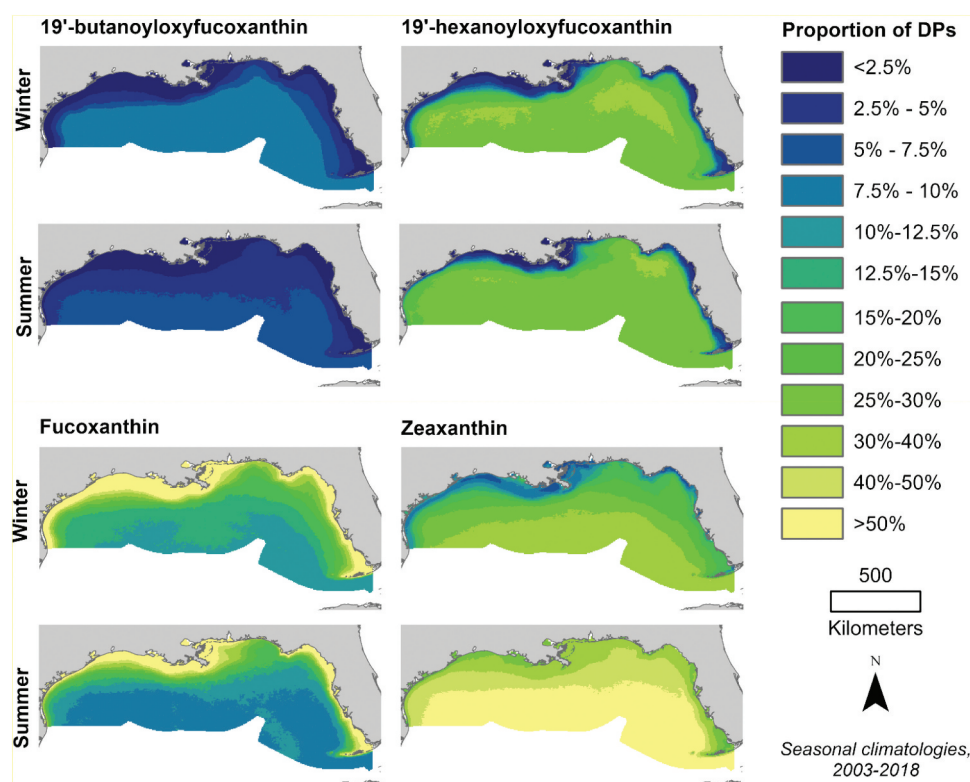 19'-butanoyloxyfucoxanthin
19'-hexanoyloxyfucoxanthin
Winter
Summer
Fucoxanthin
Zeaxanthin
Winter
Summer
Proportion of DPs
<2.5%
2.5% - 5%
5% - 7.5%
7.5% - 10%
10%-12.5%
12.5%-15%
15%-20%
20%-25%
25%-30%
30%-40%
40%-50%
>50%
500
Kilometers
N
Seasonal climatologies,
2003-2018